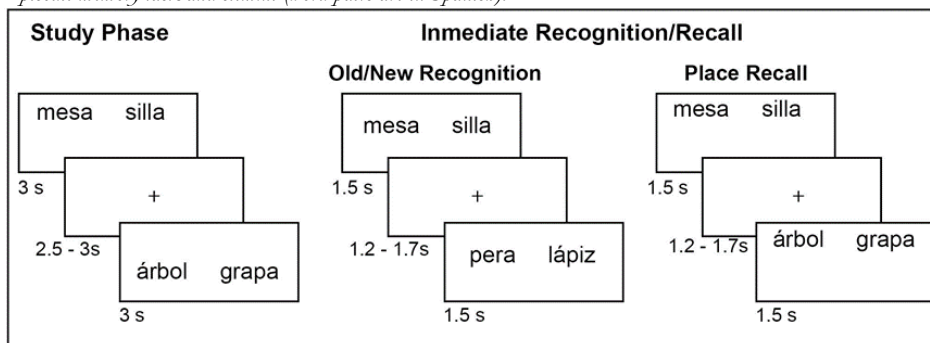 Study Phase
Inmediate Recognition/Recall
Old/New Recognition
Place Recall
mesa silla
3 s
+
2.5 - 3s
árbol grapa
3 s
mesa silla
1.5 s
+
1.2 - 1.7s
pera lápiz
1.5 s
mesa silla
1.5 s
+
1.2 - 1.7s
árbol grapa
1.5 s